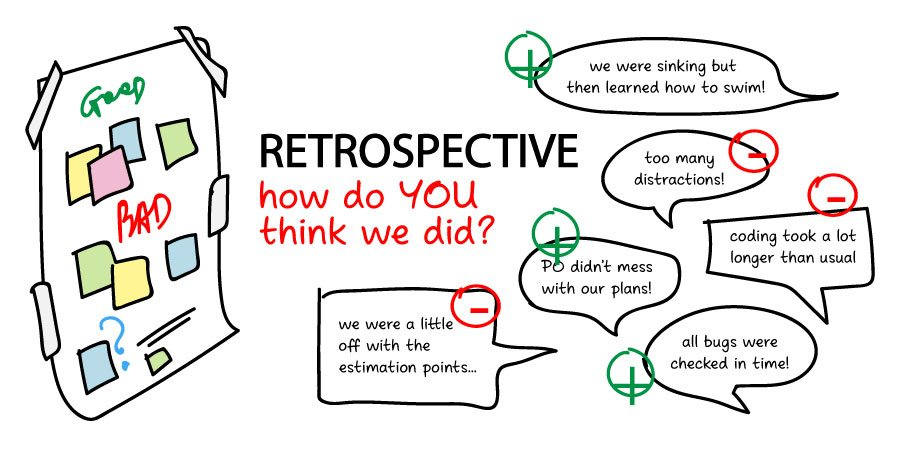 GOOD
BAD
?
RETROSPECTIVE
how do YOU
think we did?
+
we were sinking but
then learned how to swim!
-
too many
distractions!
-
coding took a lot
longer than usual
+
PO didn't mess
with our plans!
-
we were a little
off with the
estimation points...
+
all bugs were
checked in time!